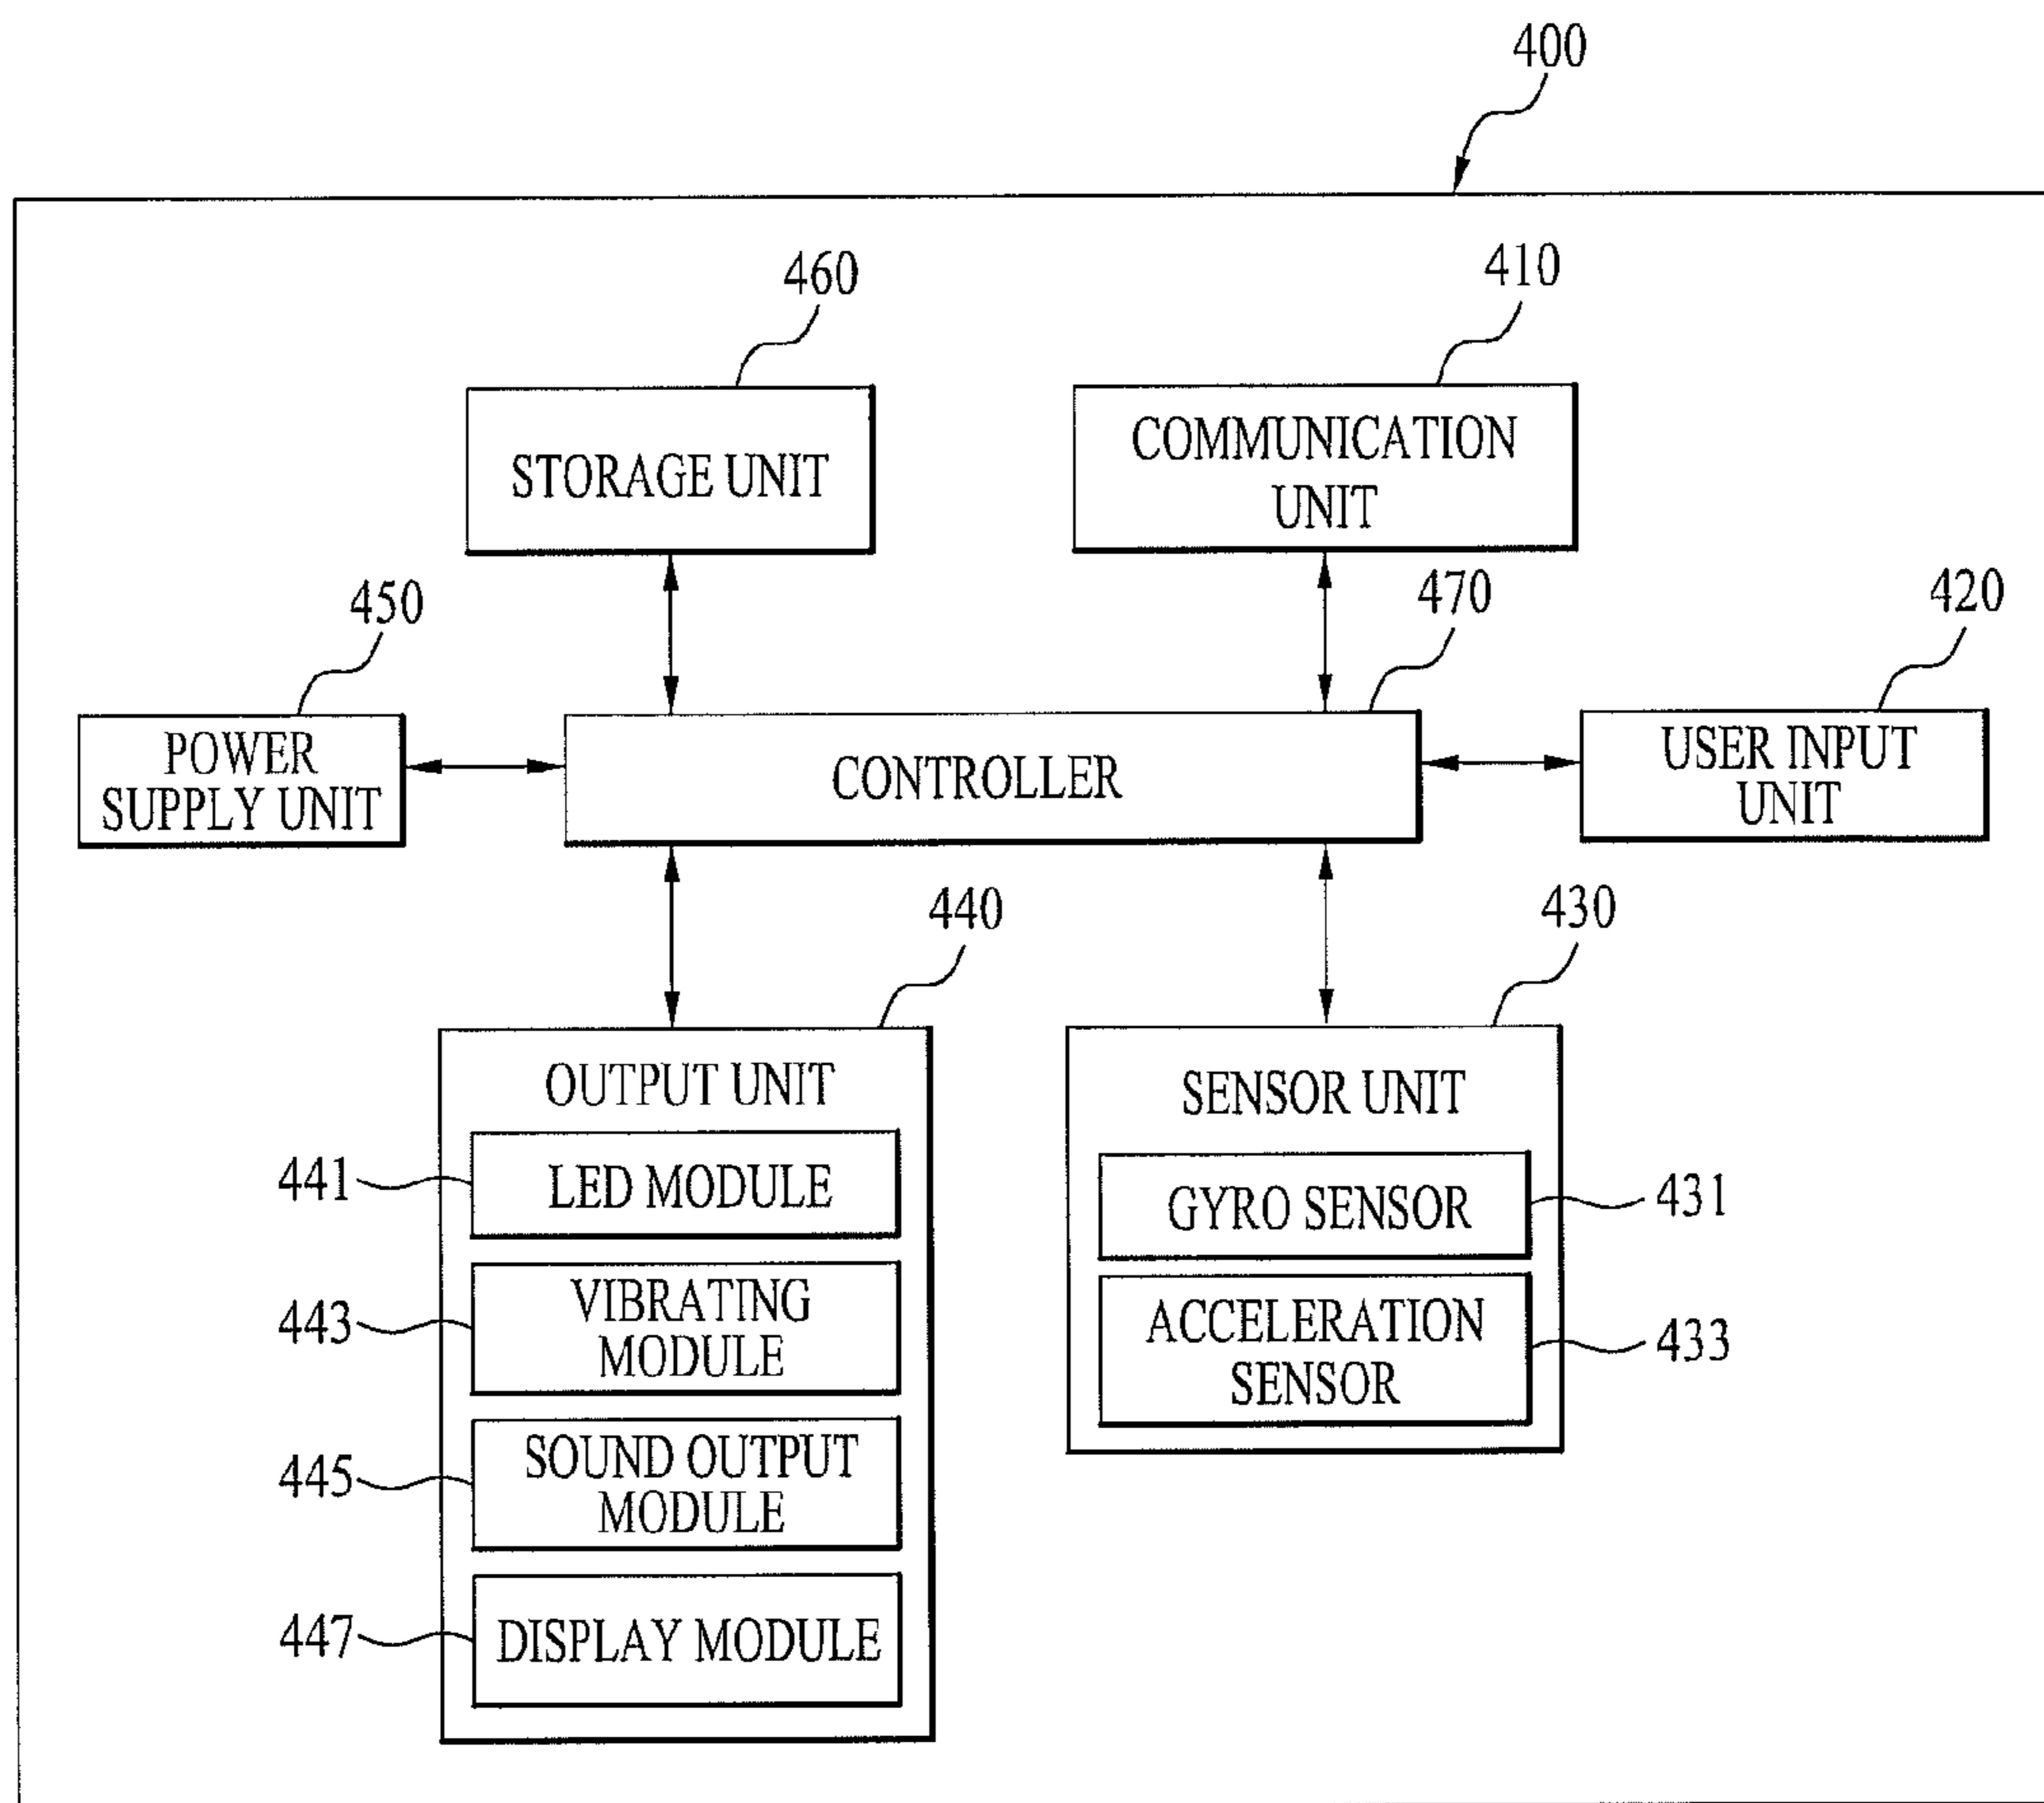 400
460
410
STORAGE UNIT
COMMUNICATION
UNIT
450
470
420
POWER
SUPPLY UNIT
CONTROLLER
USER INPUT
UNIT
440
430
OUTPUT UNIT
SENSOR UNIT
441
LED MODULE
GYRO SENSOR
431
443
VIBRATING
MODULE
ACCELERATION
SENSOR
433
445
SOUND OUTPUT
MODULE
447
DISPLAY MODULE